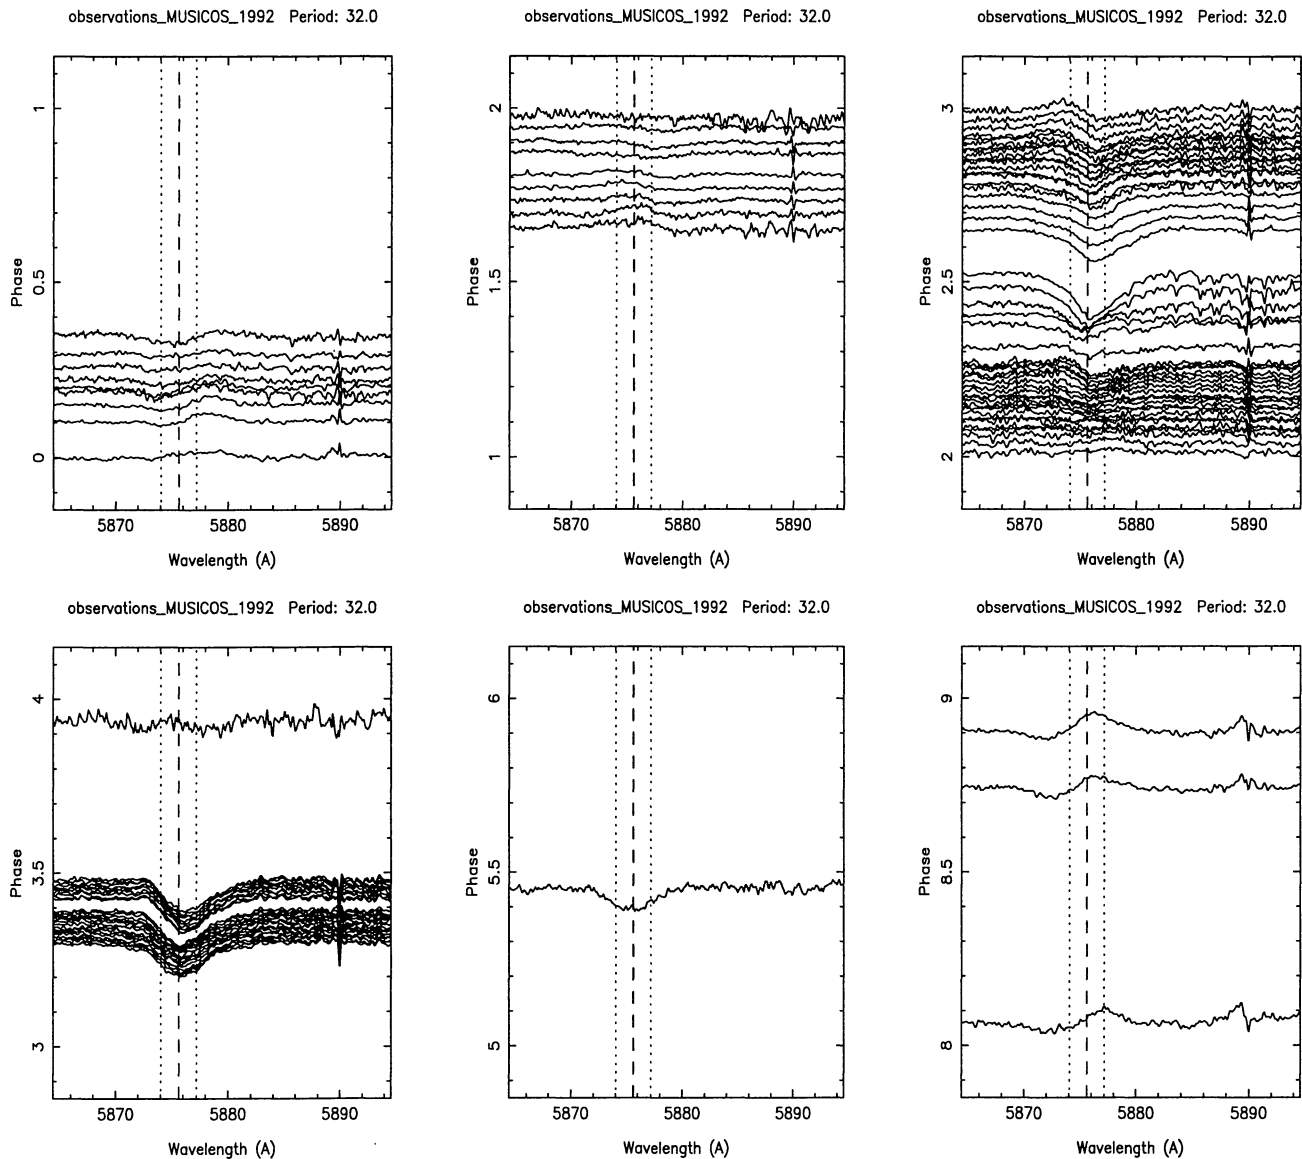 observations_MUSICOS_1992 Period: 32.0
Phase
1
0.5
0
5870 5880 5890
Wavelength (A)
observations_MUSICOS_1992 Period: 32.0
Phase
2
1.5
1
5870 5880 5890
Wavelength (A)
observations_MUSICOS_1992 Period: 32.0
Phase
3
2.5
2
5870 5880 5890
Wavelength (A)
observations_MUSICOS_1992 Period: 32.0
Phase
4
3.5
3
5870 5880 5890
Wavelength (A)
observations_MUSICOS_1992 Period: 32.0
Phase
6
5.5
5
5870 5880 5890
Wavelength (A)
observations_MUSICOS_1992 Period: 32.0
Phase
9
8.5
8
5870 5880 5890
Wavelength (A)